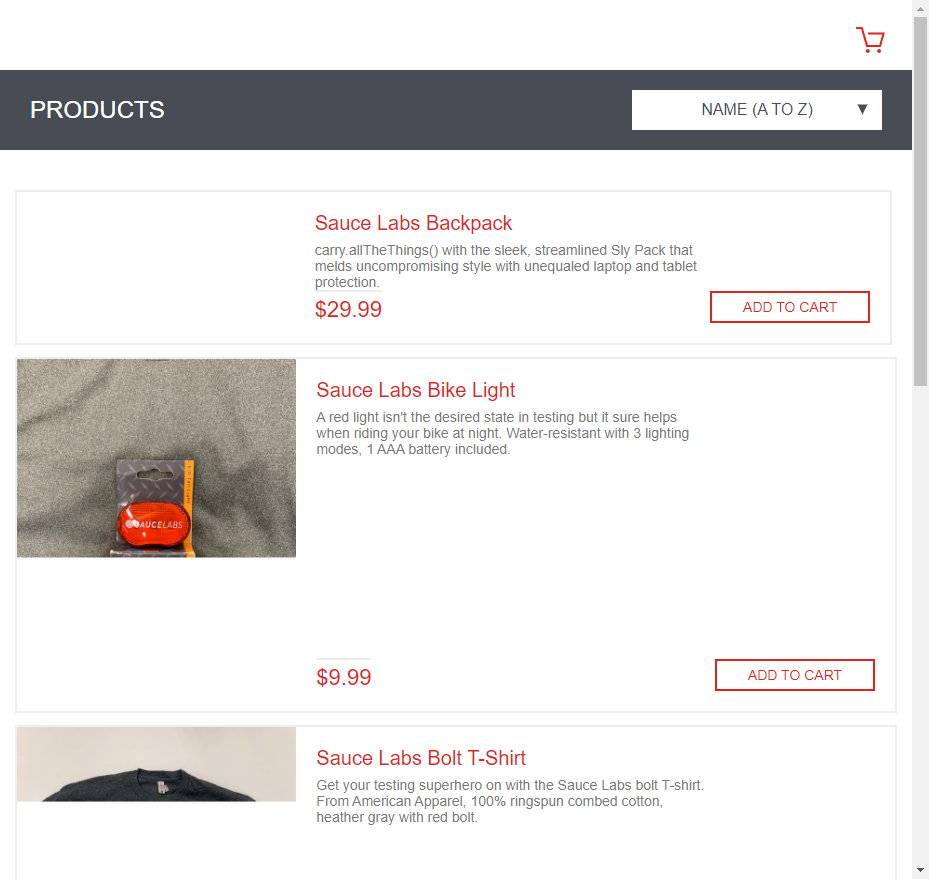 PRODUCTS
NAME (A TO Z)
Sauce Labs Backpack
carry.allTheThings() with the sleek, streamlined Sly Pack that
melds uncompromising style with unequaled laptop and tablet
protection.
$29.99
ADD TO CART
Sauce Labs Bike Light
A red light isn't the desired state in testing but it sure helps
when riding your bike at night. Water-resistant with 3 lighting
modes, 1 AAA battery included.
SAUCELABS
$9.99
ADD TO CART
Sauce Labs Bolt T-Shirt
Get your testing superhero on with the Sauce Labs bolt T-shirt.
From American Apparel, 100% ringspun combed cotton,
heather gray with red bolt.